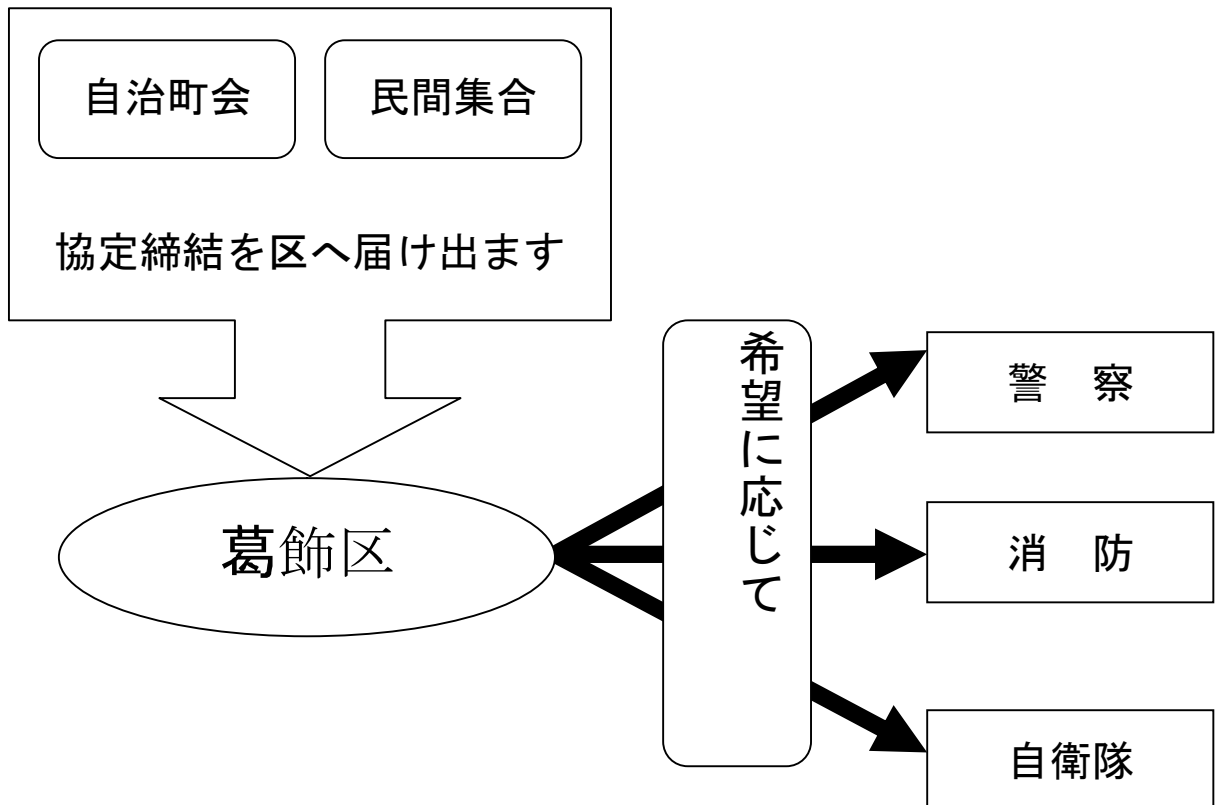 自治町会
民間集合
協定締結を区へ届け出ます
葛飾区
希望に応じて
警　察
消　防
自衛隊